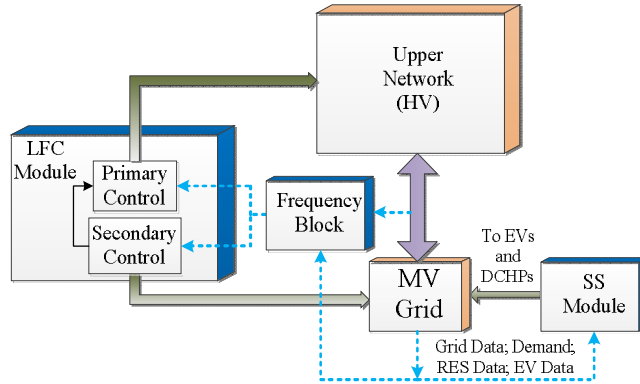 Upper
Network
(HV)
LFC
Module
Primary
Control
Secondary
Control
Frequency
Block
To EVs
and
DCHPs
MV
Grid
SS
Module
Grid Data; Demand;
RES Data; EV Data